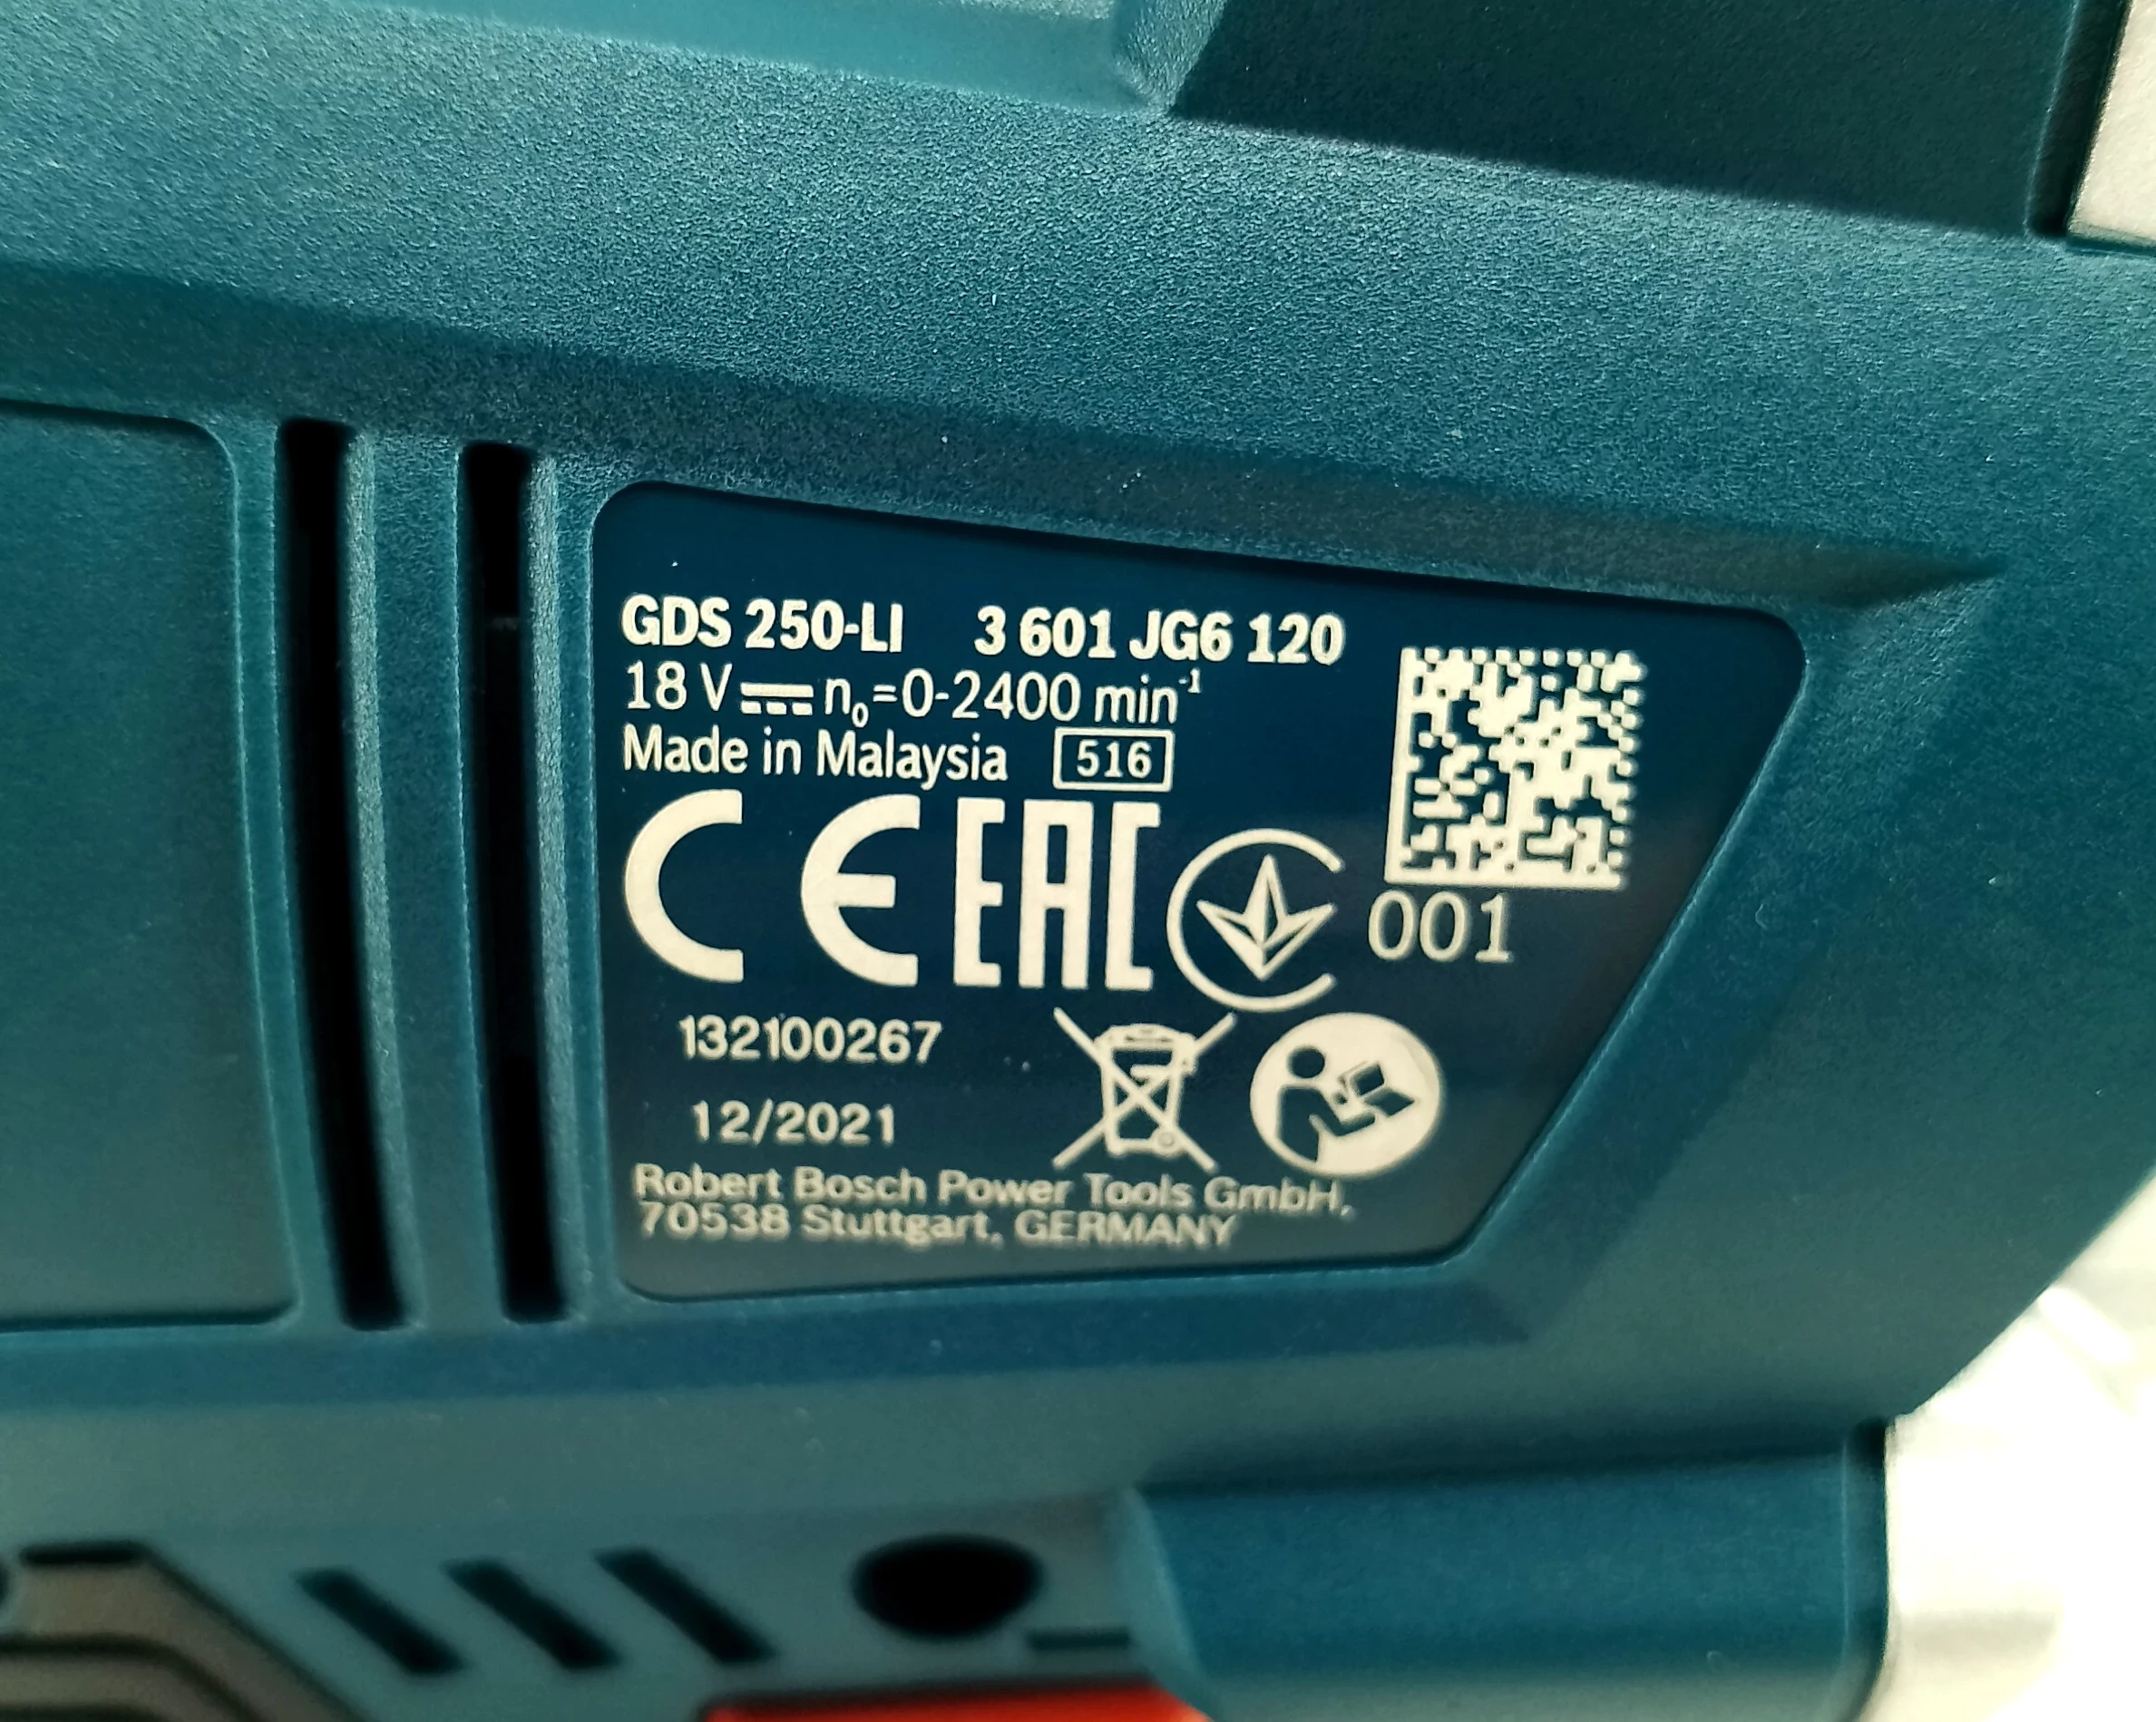 GDS 250-LI 3 601 JG6 120
18 V n₀=0-2400 min⁻¹
Made in Malaysia 516
CE EAC
001
132100267
12/2021
Robert Bosch Power Tools GmbH,
70538 Stuttgart, GERMANY